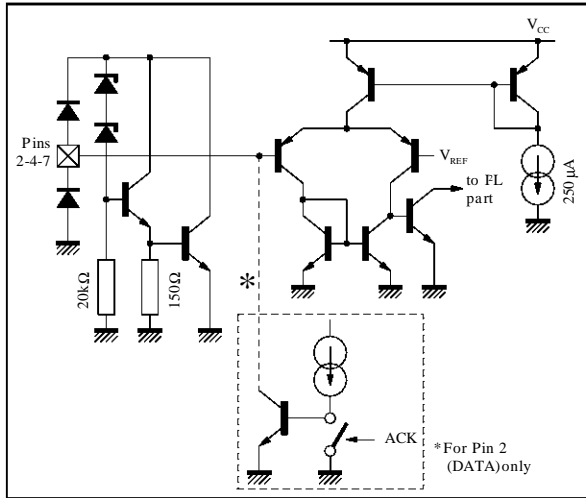 V_CC
Pins
2-4-7
V_REF
to FL
part
250 µA
20kΩ
150Ω
*
ACK
*For Pin 2
(DATA)only